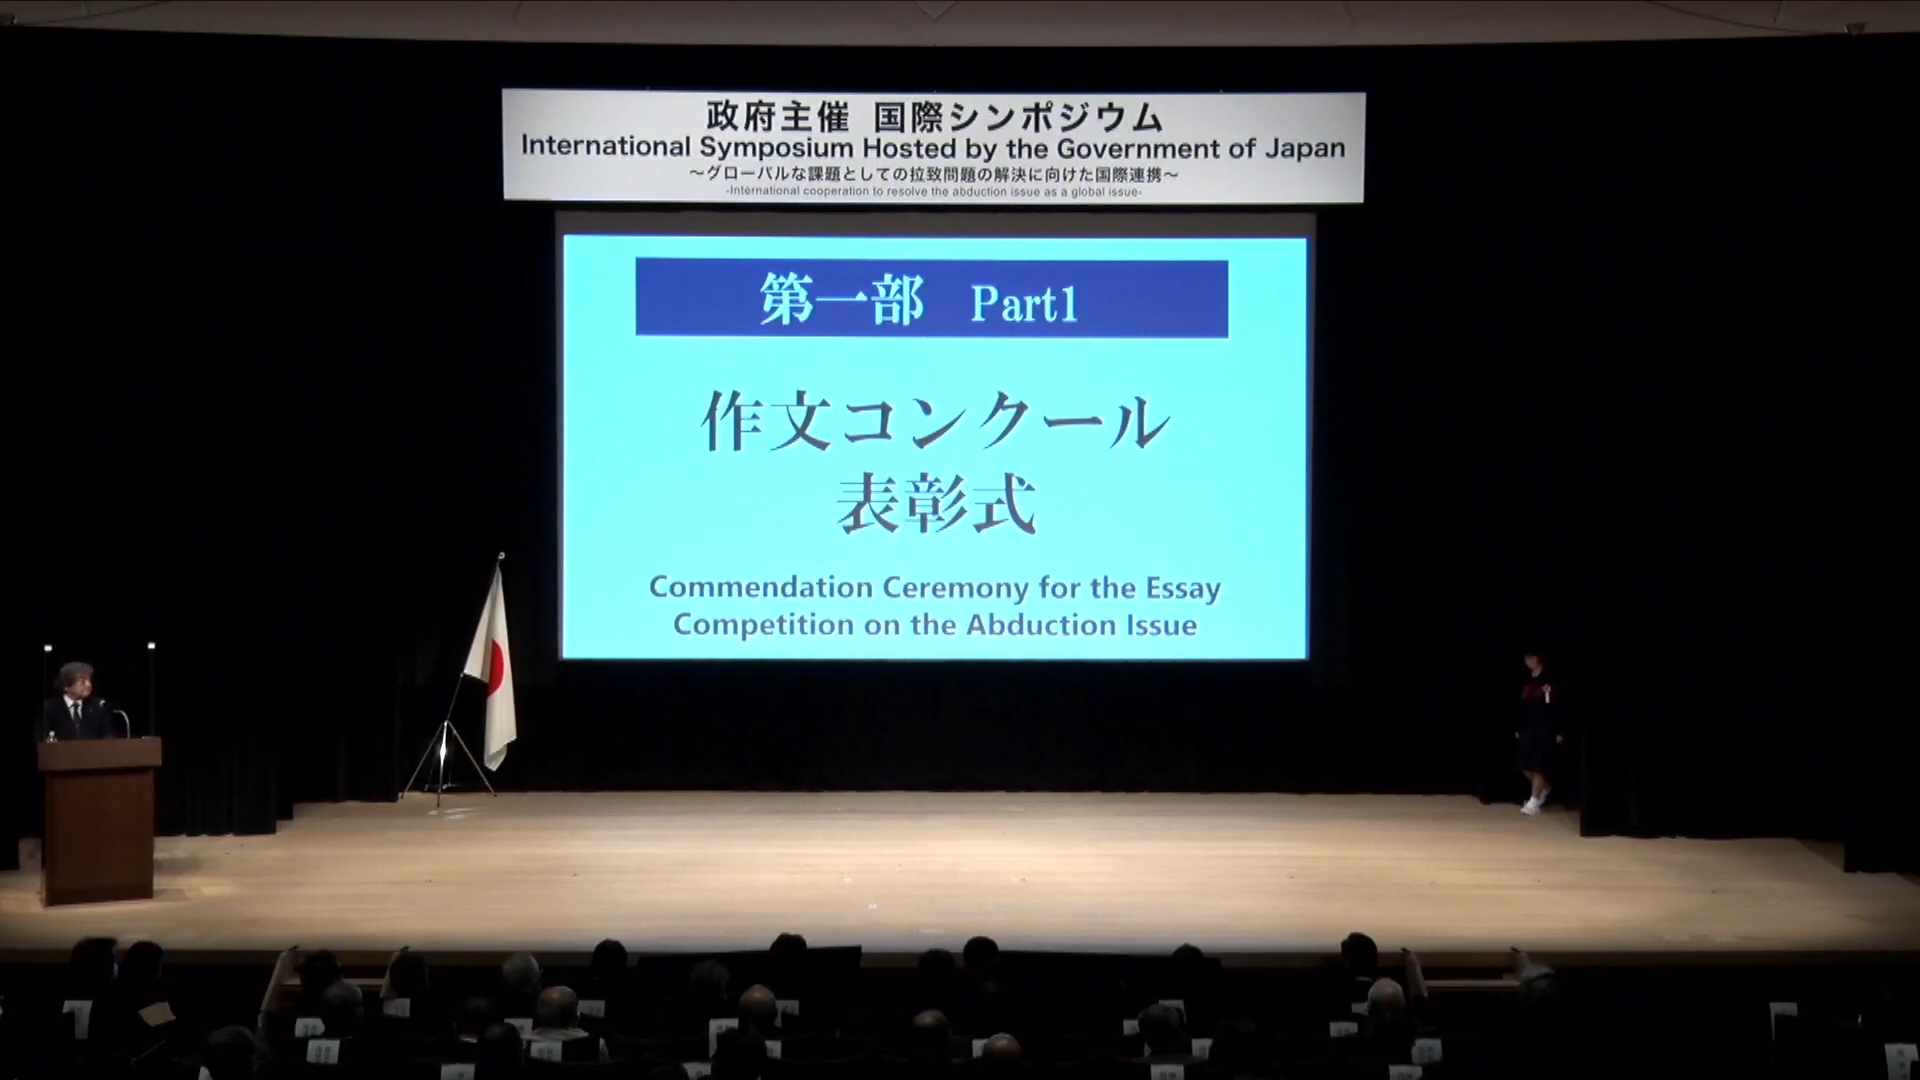 政府主催 国際シンポジウム
International Symposium Hosted by the Government of Japan
～グローバルな課題としての拉致問題の解決に向けた国際連携～
-International cooperation to resolve the abduction issue as a global issue-
第一部 Part1
作文コンクール
表彰式
Commendation Ceremony for the Essay
Competition on the Abduction Issue